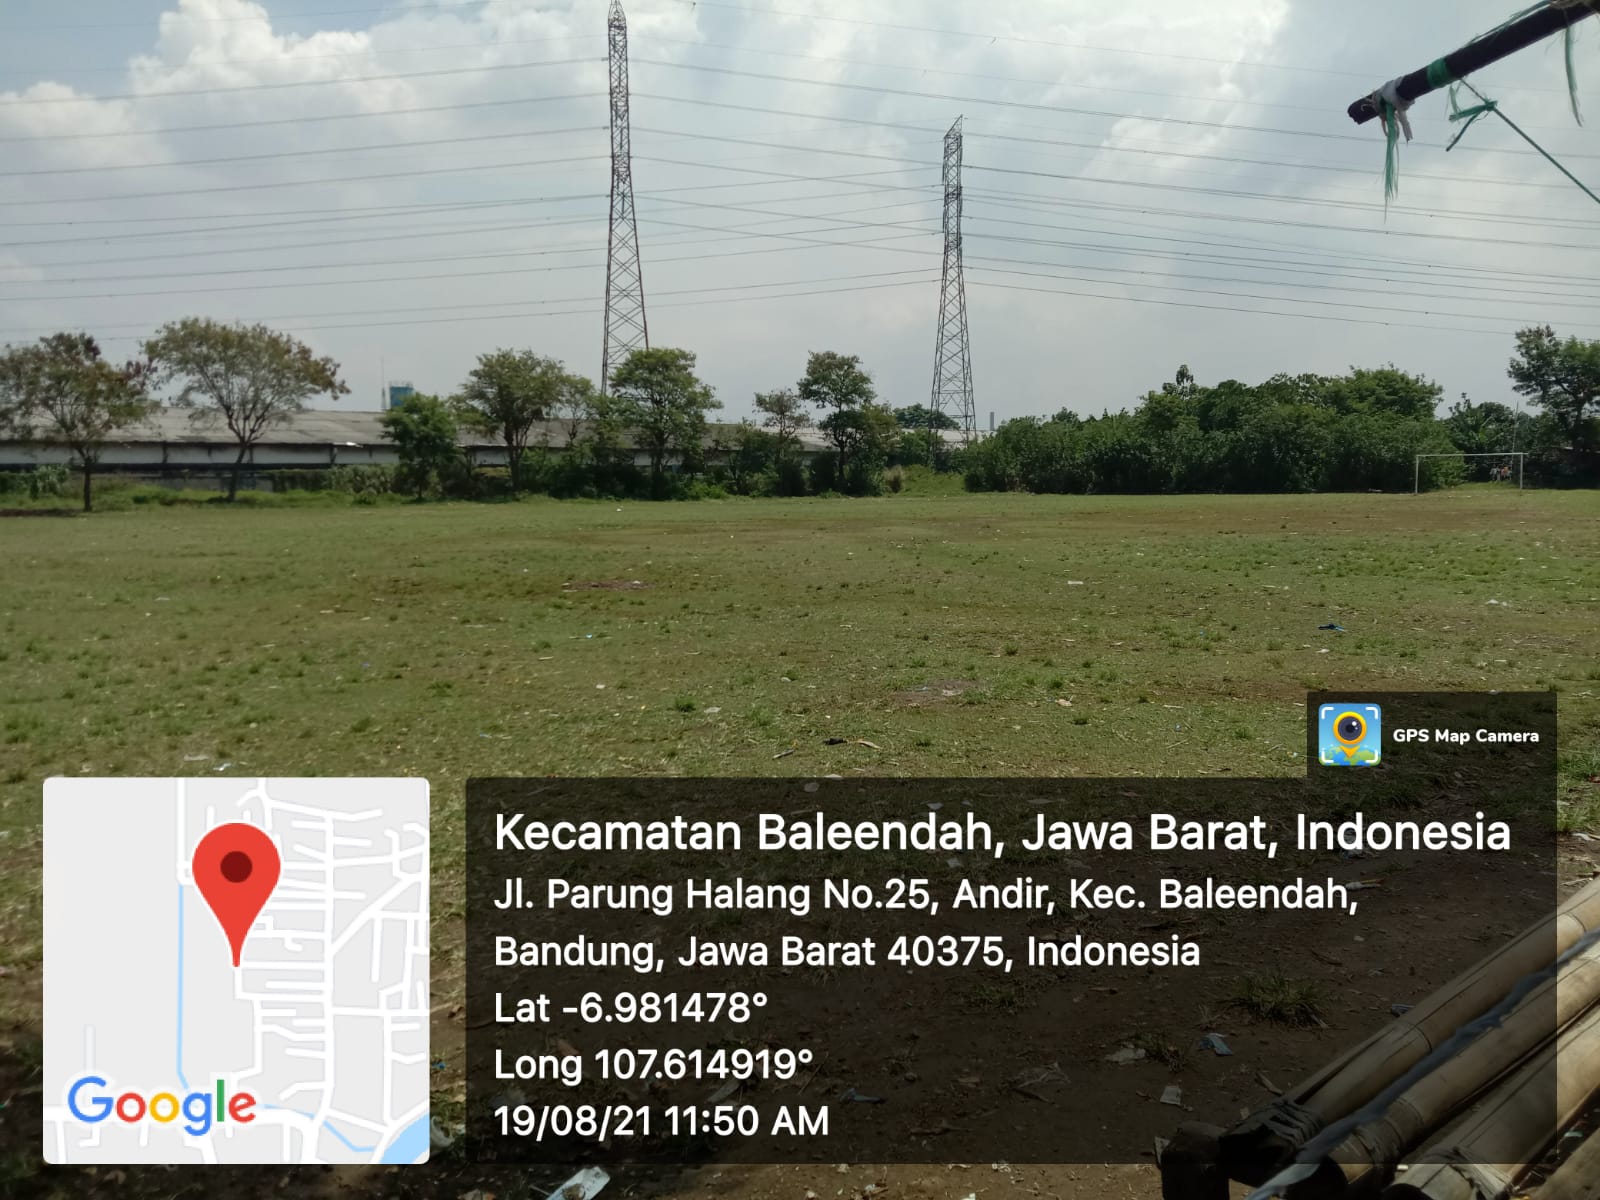 GPS Map Camera
Kecamatan Baleendah, Jawa Barat, Indonesia
Jl. Parung Halang No.25, Andir, Kec. Baleendah,
Bandung, Jawa Barat 40375, Indonesia
Lat -6.981478°
Long 107.614919°
19/08/21 11:50 AM
Google